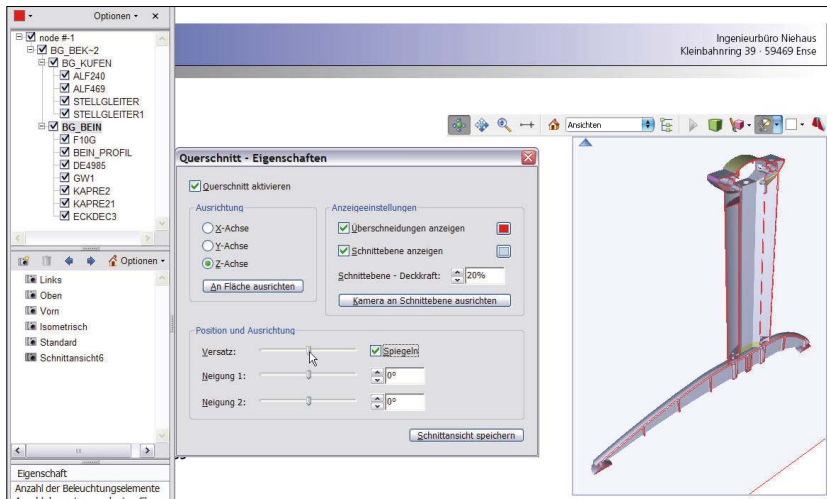 Optionen
node #-1
BG_BEK~2
BG_KUFEN
ALF240
ALF469
STELLGLEITER
STELLGLEITER1
BG_BEIN
F10G
BEIN_PROFIL
DE4985
GW1
KAPRE2
KAPRE21
ECKDEC3
Optionen
Links
Oben
Vorn
Isometrisch
Standard
Schnittansicht6
Eigenschaft
Anzahl der Beleuchtungselemente
Ingenieurbüro Niehaus
Kleinbahnring 39 · 59469 Ense
Ansichten
Querschnitt - Eigenschaften
Querschnitt aktivieren
Ausrichtung
X-Achse
Y-Achse
Z-Achse
An Fläche ausrichten
Anzeigeeinstellungen
Überschneidungen anzeigen
Schnittebene anzeigen
Schnittebene - Deckkraft: 20%
Kamera an Schnittebene ausrichten
Position und Ausrichtung
Versatz: Spiegeln
Neigung 1: 0°
Neigung 2: 0°
Schnittansicht speichern